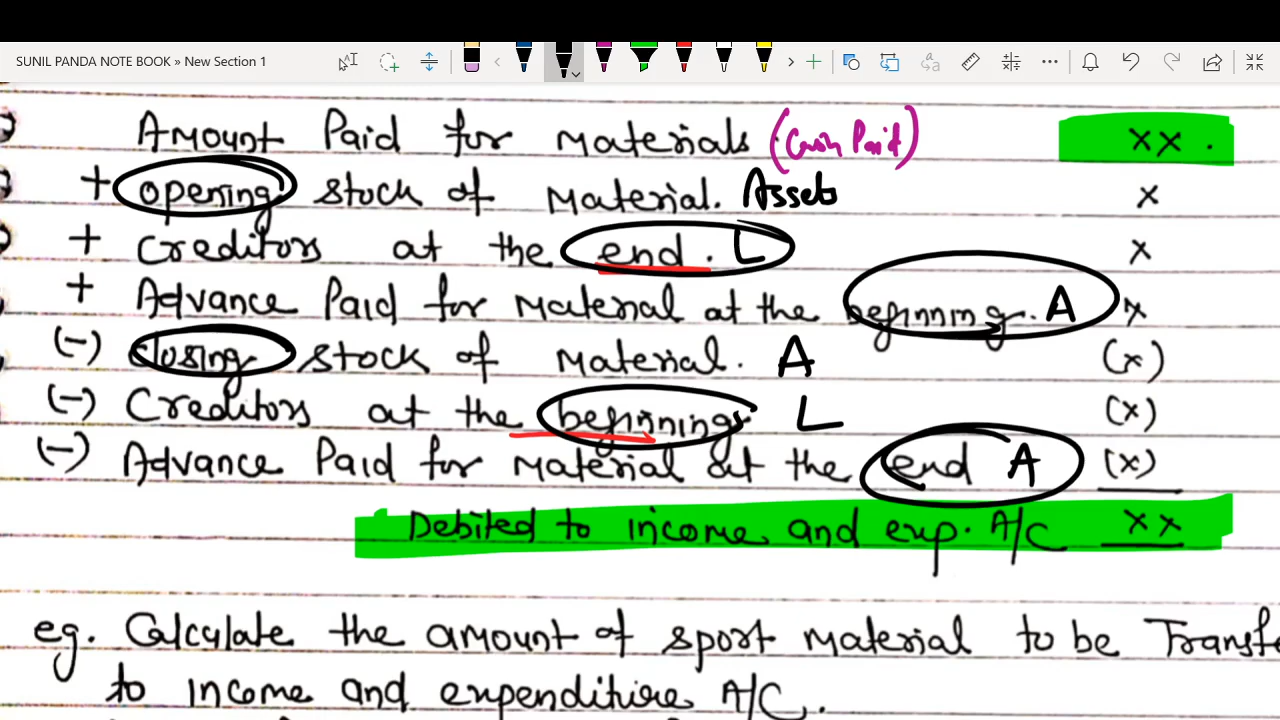 SUNIL PANDA NOTE BOOK » New Section 1
Amount Paid for materials (Cash Paid) xx .
+ opening stock of material. Assets x
+ Creditors at the end. L x
+ Advance Paid for material at the beginning. A x
(-) closing stock of material. A (x)
(-) Creditors at the beginning L (x)
(-) Advance Paid for material at the end A (x)
Debited to income and exp. A/C xx
eg. Calculate the amount of sport material to be Transfe
to income and expenditure A/C.